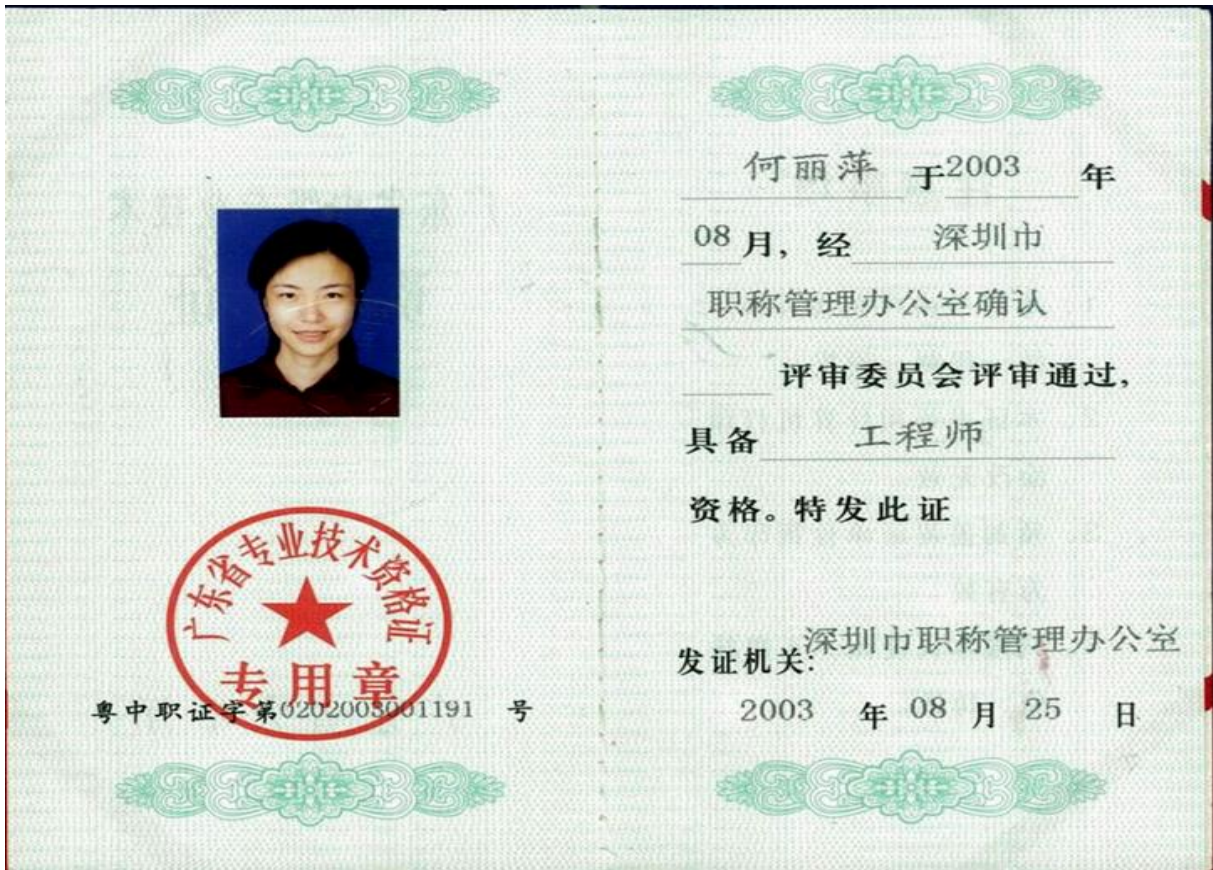 广东省专业技术资格证
专用章
粤中职证字第0202003001191 号
何丽萍 于2003 年
08月，经 深圳市
职称管理办公室确认
评审委员会评审通过，
具备 工程师
资格。特发此证
发证机关：深圳市职称管理办公室
2003 年 08 月 25 日